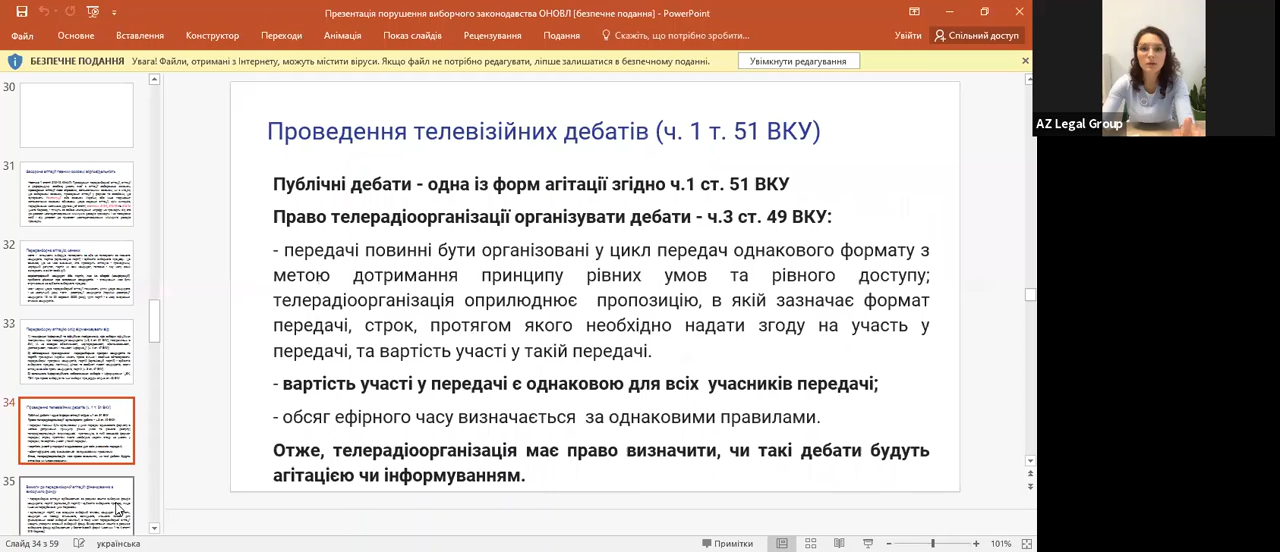 Презентація порушення виборчого законодавства ОНОВЛ [безпечне подання] - PowerPoint
Файл Основне Вставлення Конструктор Переходи Анімація Показ слайдів Рецензування Подання Скажіть, що потрібно зробити... Увійти Спільний доступ
БЕЗПЕЧНЕ ПОДАННЯ Увага! Файли, отримані з Інтернету, можуть містити віруси. Якщо файл не потрібно редагувати, ліпше залишатися в безпечному поданні. Увімкнути редагування
AZ Legal Group
30
31
32
33
34
35
Проведення телевізійних дебатів (ч. 1 т. 51 ВКУ)
Публічні дебати - одна із форм агітації згідно ч.1 ст. 51 ВКУ
Право телерадіоорганізації організувати дебати - ч.3 ст. 49 ВКУ:
- передачі повинні бути організовані у цикл передач однакового формату з
метою дотримання принципу рівних умов та рівного доступу;
телерадіоорганізація оприлюднює пропозицію, в якій зазначає формат
передачі, строк, протягом якого необхідно надати згоду на участь у
передачі, та вартість участі у такій передачі.
- вартість участі у передачі є однаковою для всіх учасників передачі;
- обсяг ефірного часу визначається за однаковими правилами.
Отже, телерадіоорганізація має право визначити, чи такі дебати будуть
агітацією чи інформуванням.
Слайд 34 з 59 українська Примітки 101%